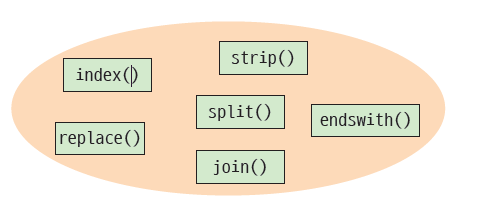 strip()
index()
split()
endswith()
replace()
join()